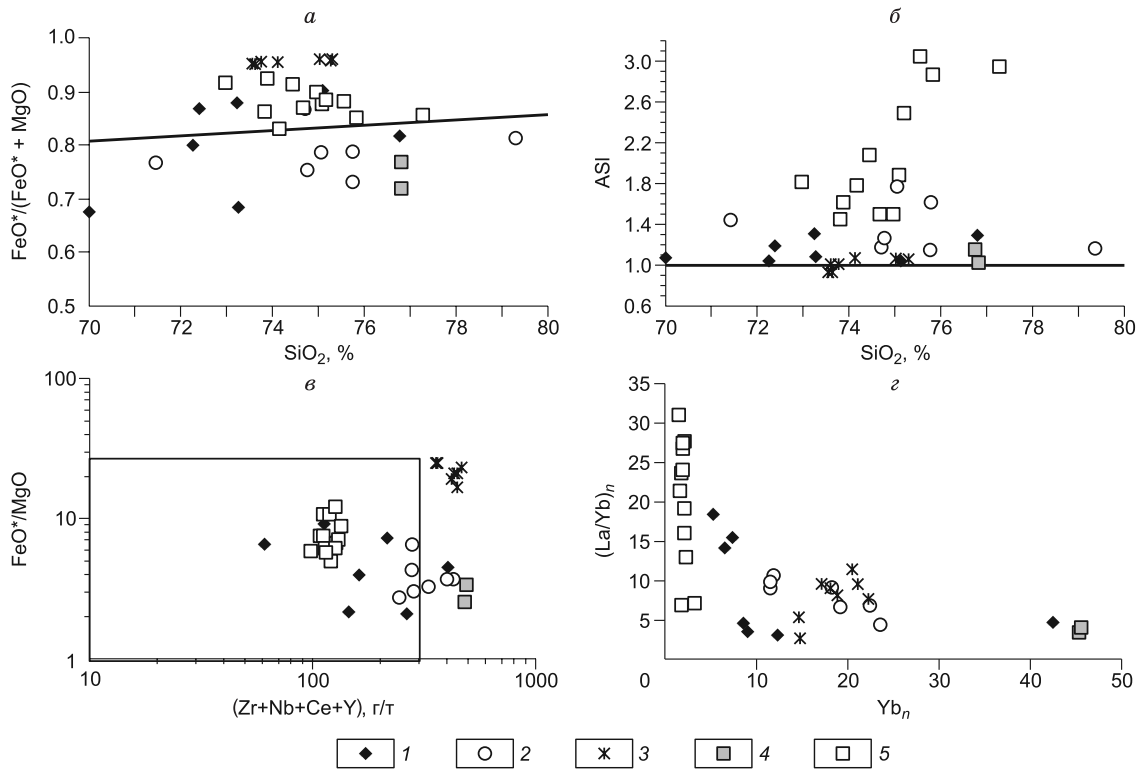 а
1.0
0.9
0.8
0.7
0.6
0.5
FeO*/(FeO* + MgO)
70 72 74 76 78 80
SiO₂, %
б
3.0
2.6
2.2
1.8
1.4
1.0
0.6
ASI
70 72 74 76 78 80
SiO₂, %
в
100
10
1
FeO*/MgO
10 100 1000
(Zr+Nb+Ce+Y), г/т
г
35
30
25
20
15
10
5
(La/Yb)ₙ
0 10 20 30 40 50
Ybₙ
1 2 3 4 5